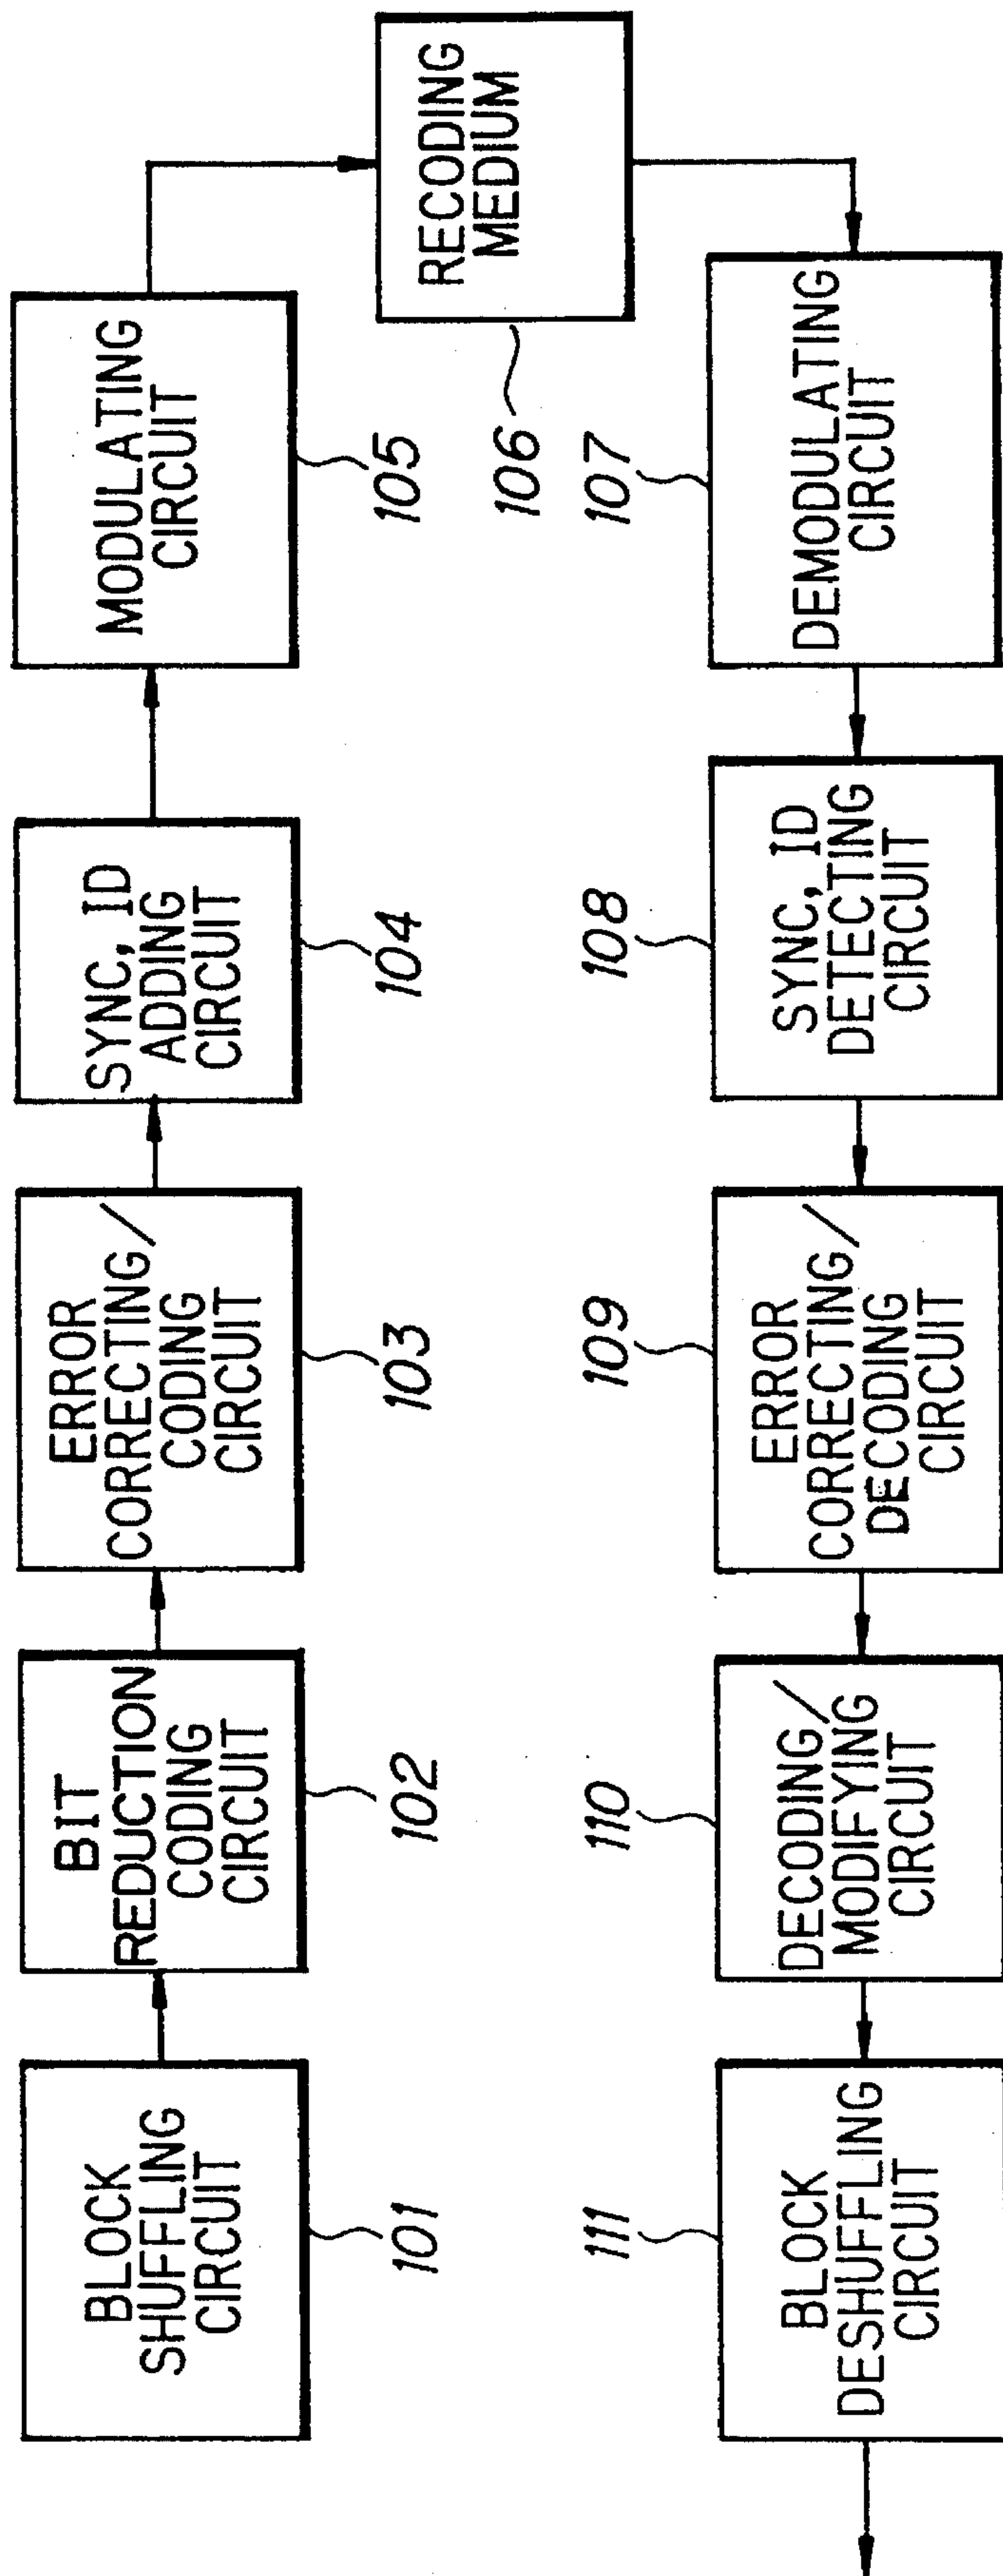 BLOCK
SHUFFLING
CIRCUIT
101
BIT
REDUCTION
CODING
CIRCUIT
102
ERROR
CORRECTING/
CODING
CIRCUIT
103
SYNC, ID
ADDING
CIRCUIT
104
MODULATING
CIRCUIT
105
RECODING
MEDIUM
106
DEMODULATING
CIRCUIT
107
SYNC, ID
DETECTING
CIRCUIT
108
ERROR
CORRECTING/
DECODING
CIRCUIT
109
DECODING/
MODIFYING
CIRCUIT
110
BLOCK
DESHUFFLING
CIRCUIT
111